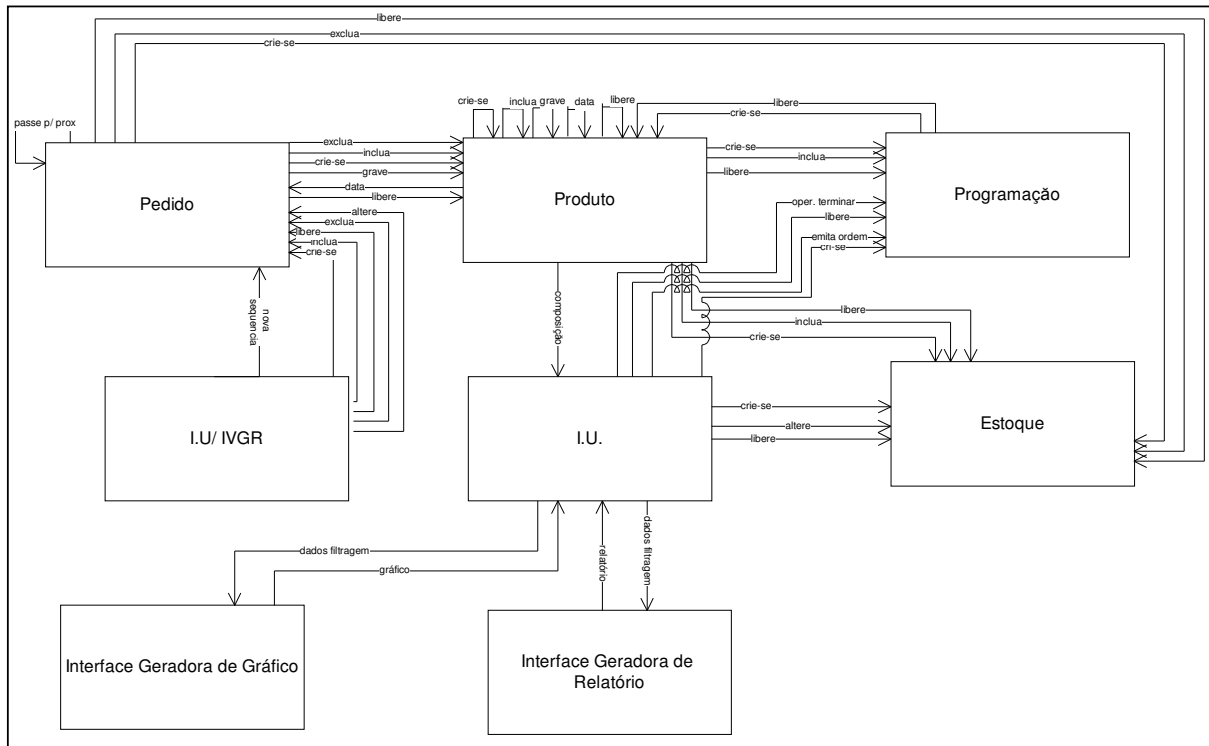 libere
exclua
crie-se
passe p/ prox
crie-se
inclua
grave
data
libere
libere
crie-se
exclua
inclua
crie-se
grave
data
libere
crie-se
inclua
libere
Pedido
Produto
Programação
altere
exclua
libere
inclua
crie-se
oper. terminar
libere
emita ordem
cri-se
nova
sequencia
composição
libere
inclua
crie-se
I.U/ IVGR
I.U.
Estoque
crie-se
altere
libere
dados filtragem
gráfico
relatório
dados filtragem
Interface Geradora de Gráfico
Interface Geradora de
Relatório